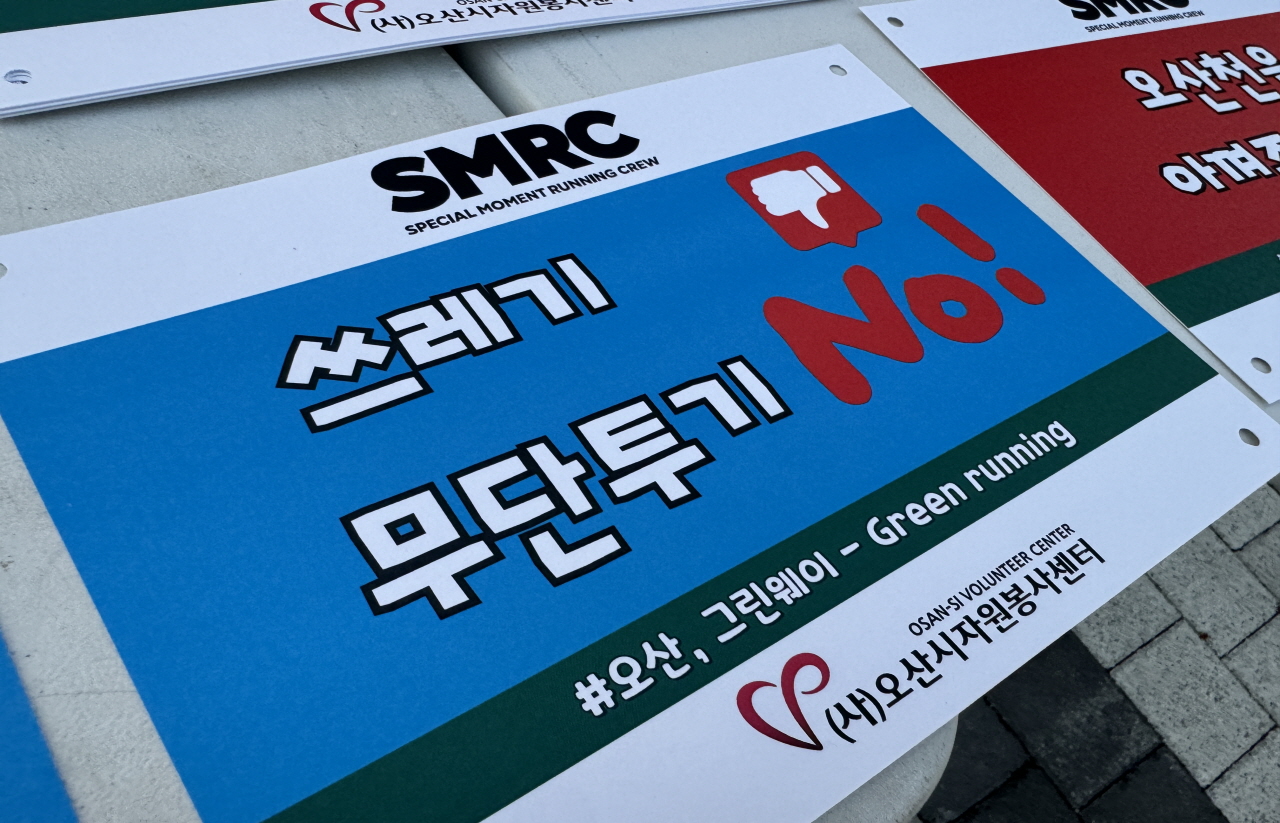 (사)오산시자원봉사센터
SMRC
SPECIAL MOMENT RUNNING CREW
쓰레기
무단투기
No!
#오산, 그린웨이 - Green running
OSAN-SI VOLUNTEER CENTER
(사)오산시자원봉사센터
SMRC
SPECIAL MOMENT RUNNING CREW
오산천은